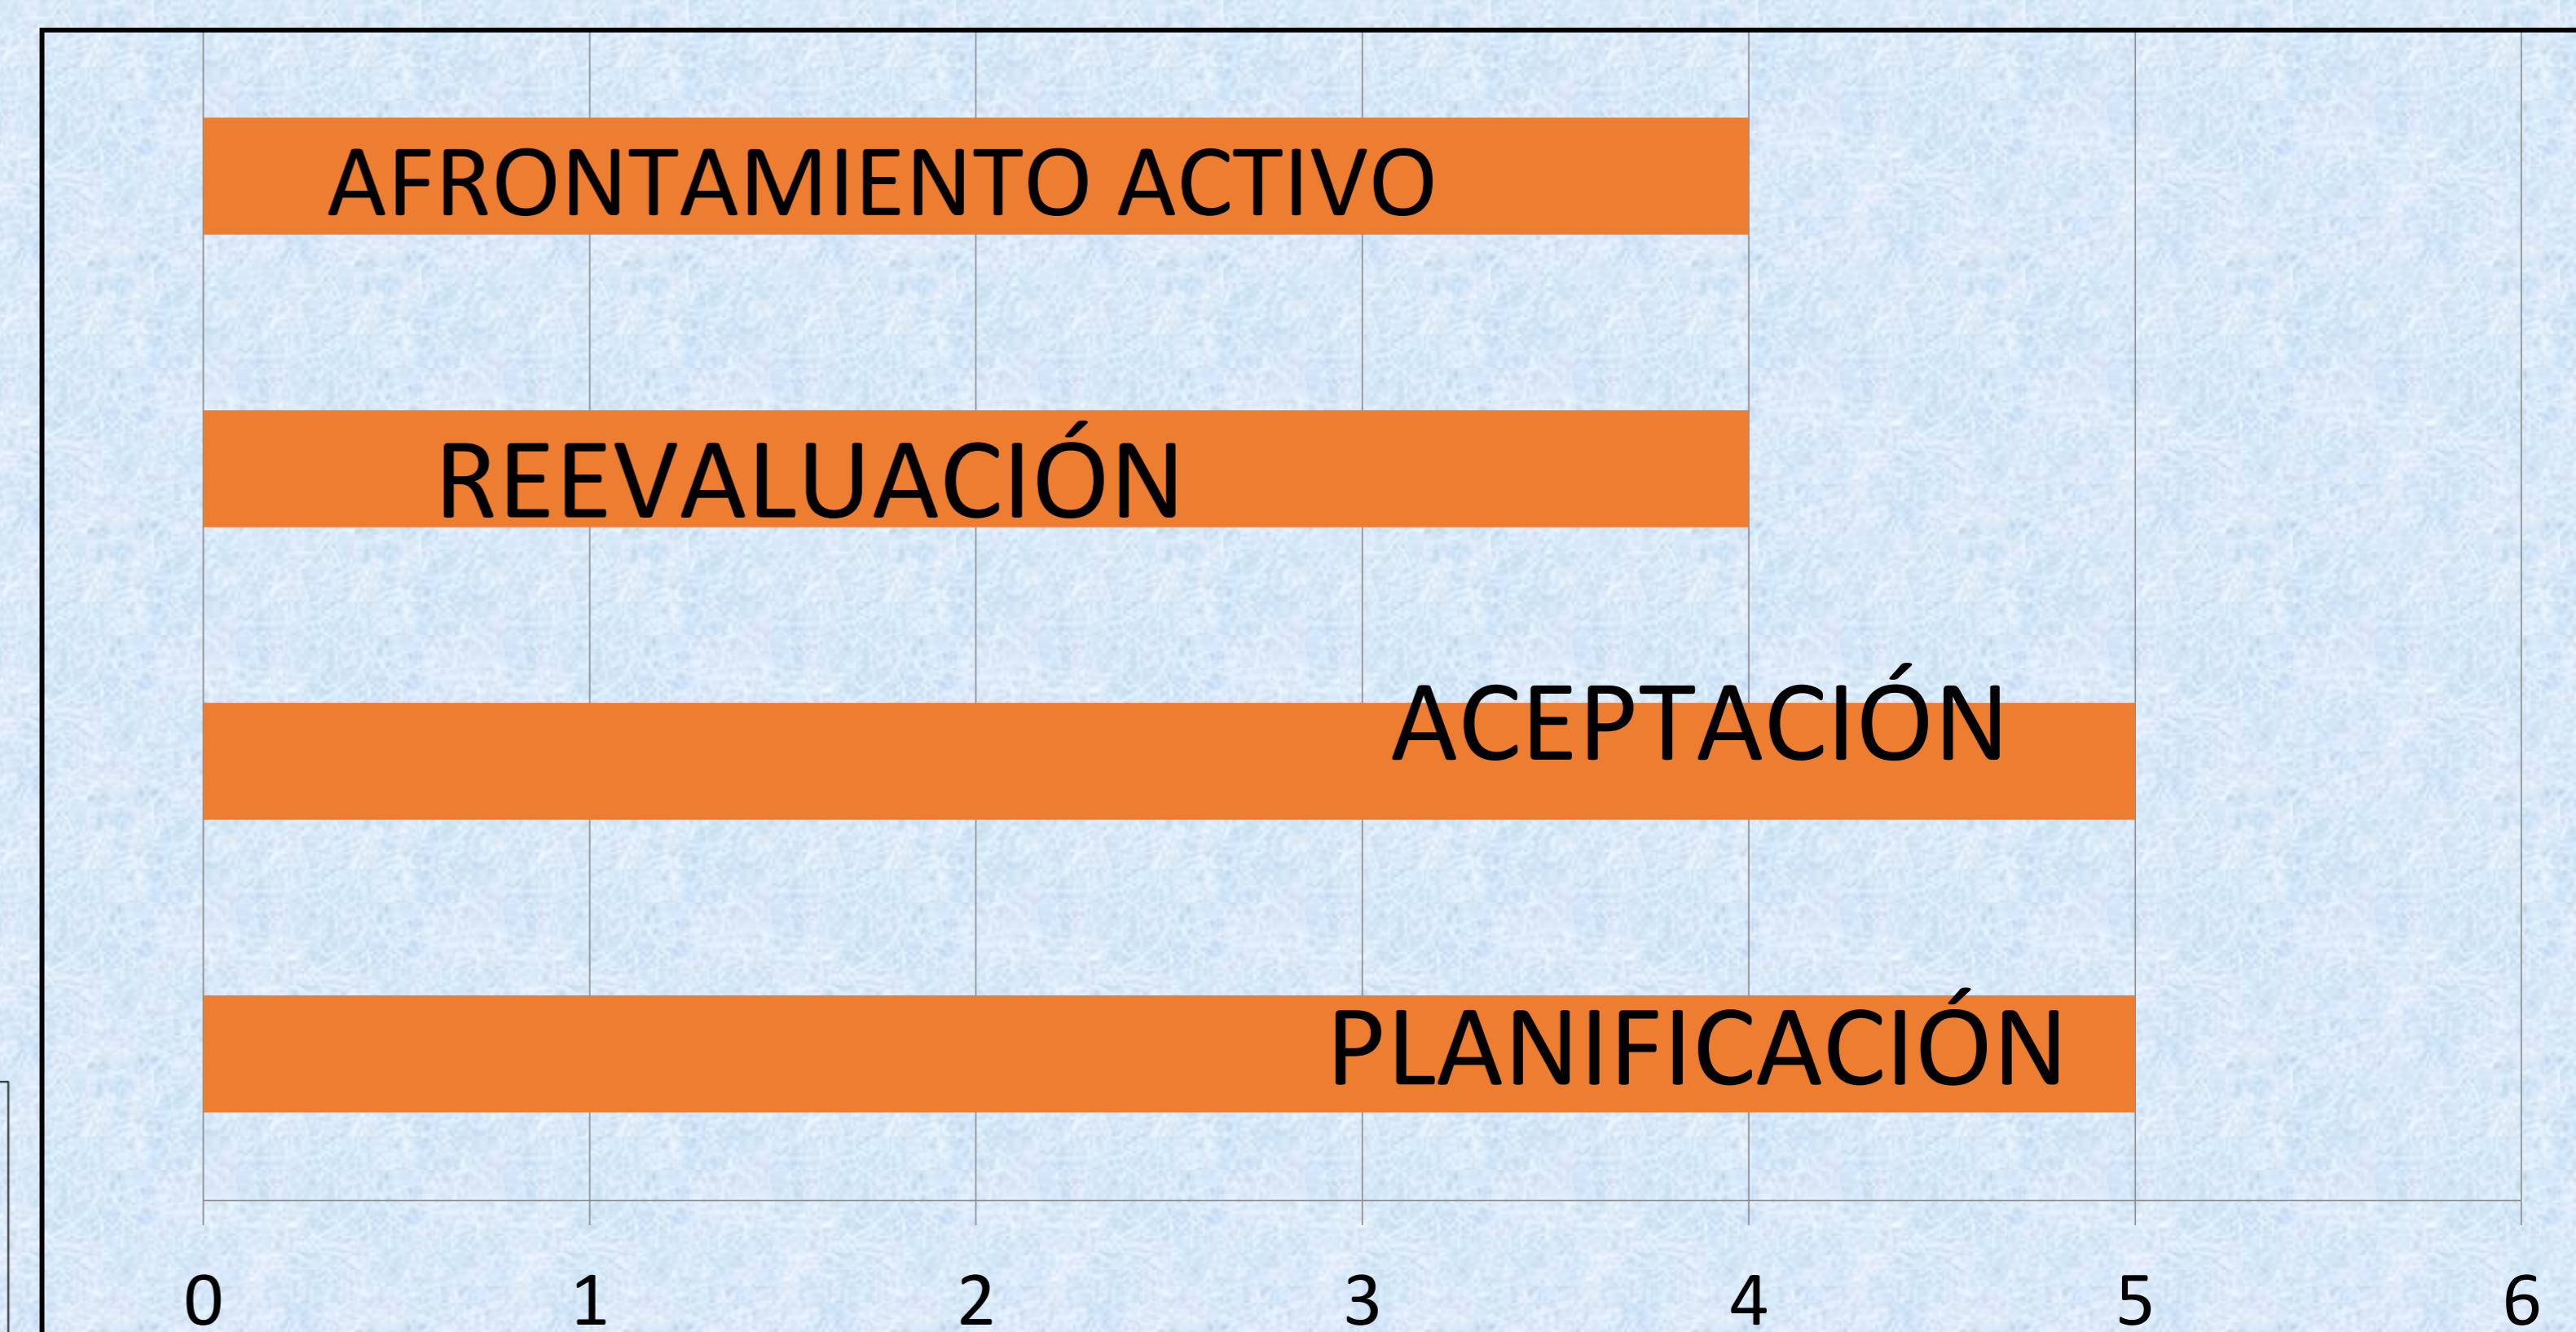 AFRONTAMIENTO ACTIVO
REEVALUACIÓN
ACEPTACIÓN
PLANIFICACIÓN
0 1 2 3 4 5 6